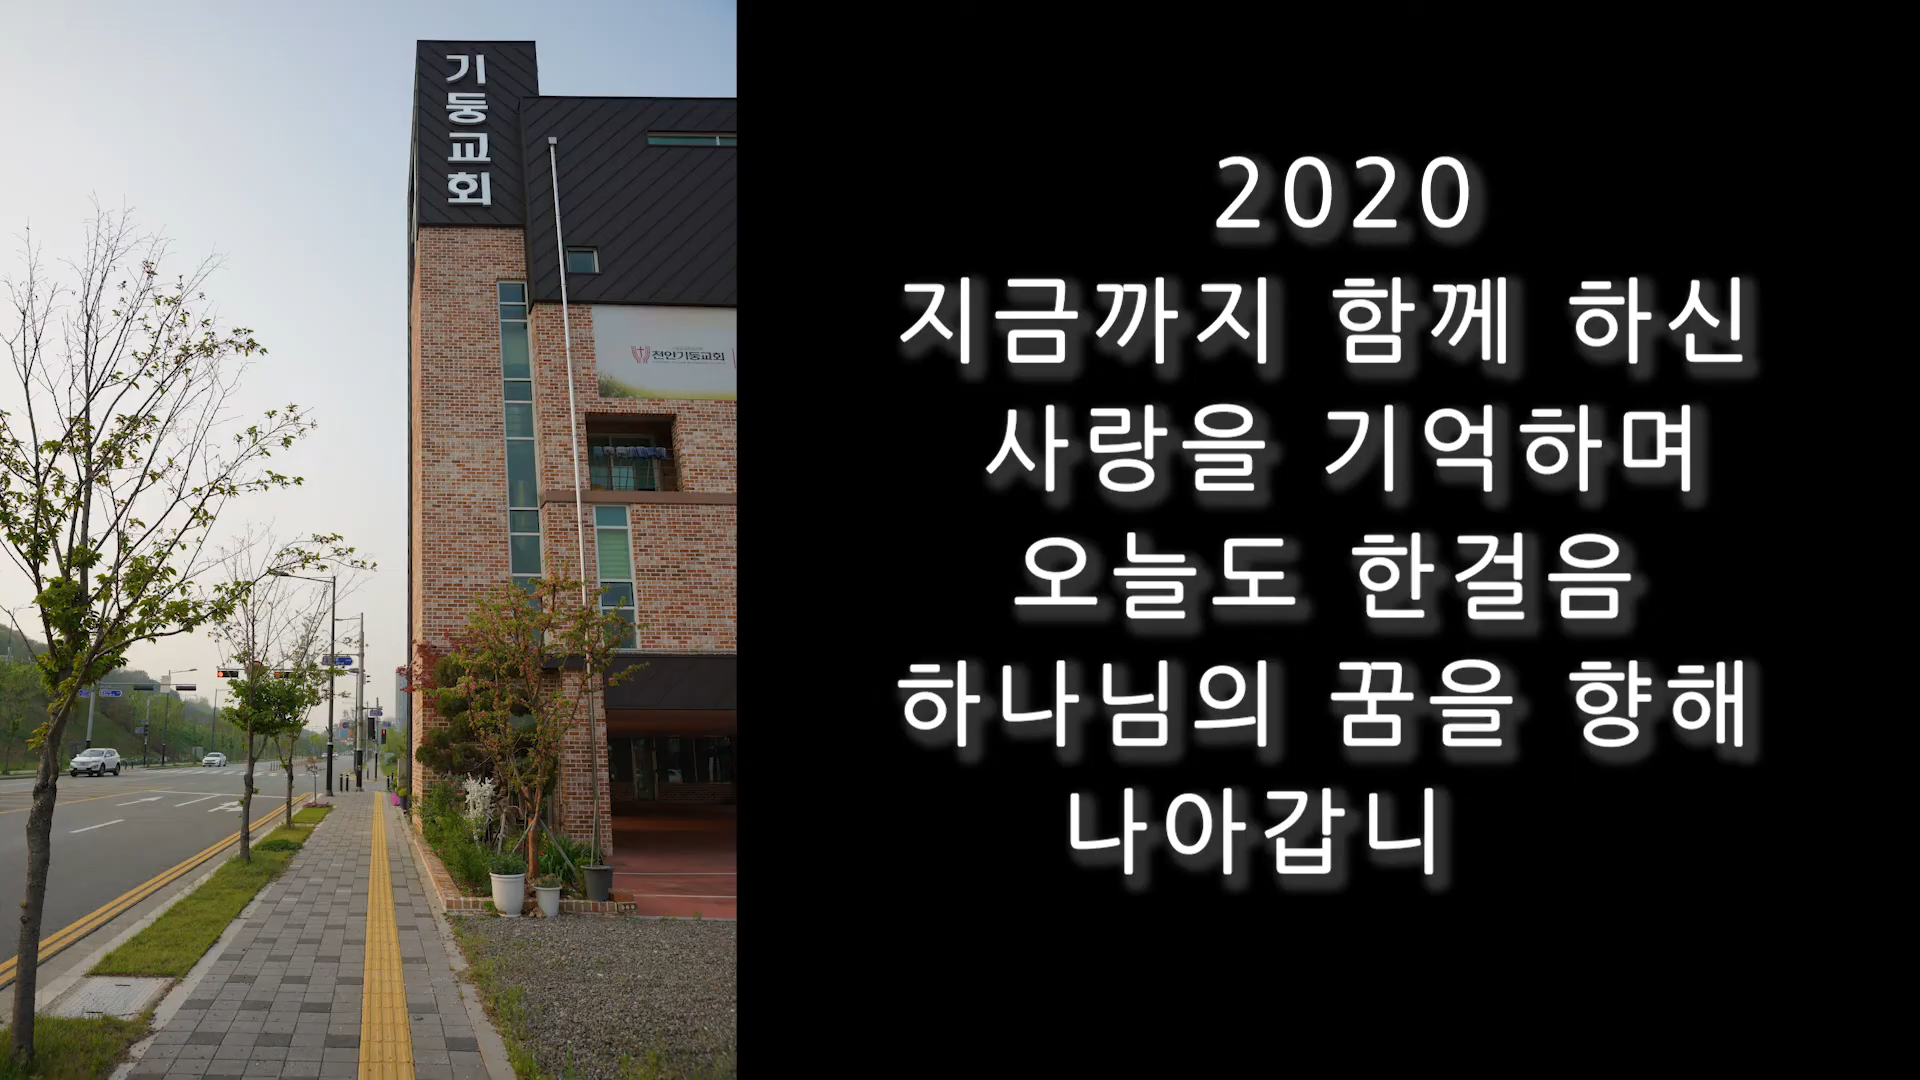 기둥교회
천안기둥교회
2020
지금까지 함께 하신
사랑을 기억하며
오늘도 한걸음
하나님의 꿈을 향해
나아갑니